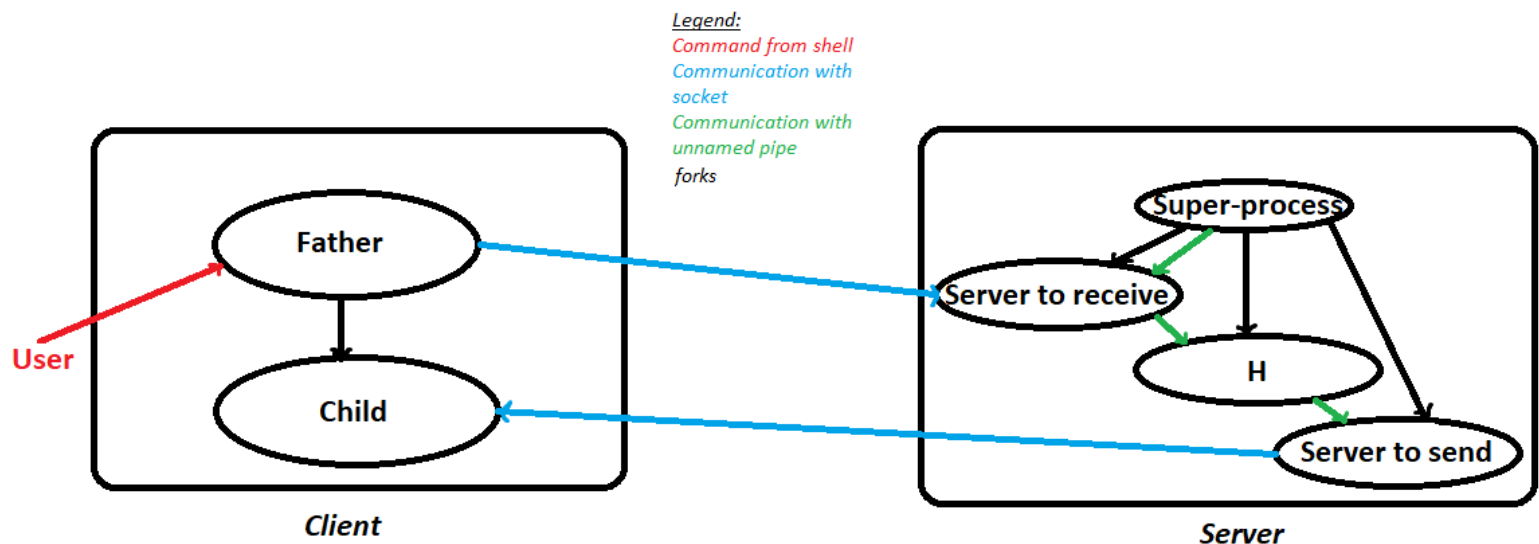 Legend:
Command from shell
Communication with
socket
Communication with
unnamed pipe
forks
Father
Child
User
Client
Super-process
Server to receive
H
Server to send
Server